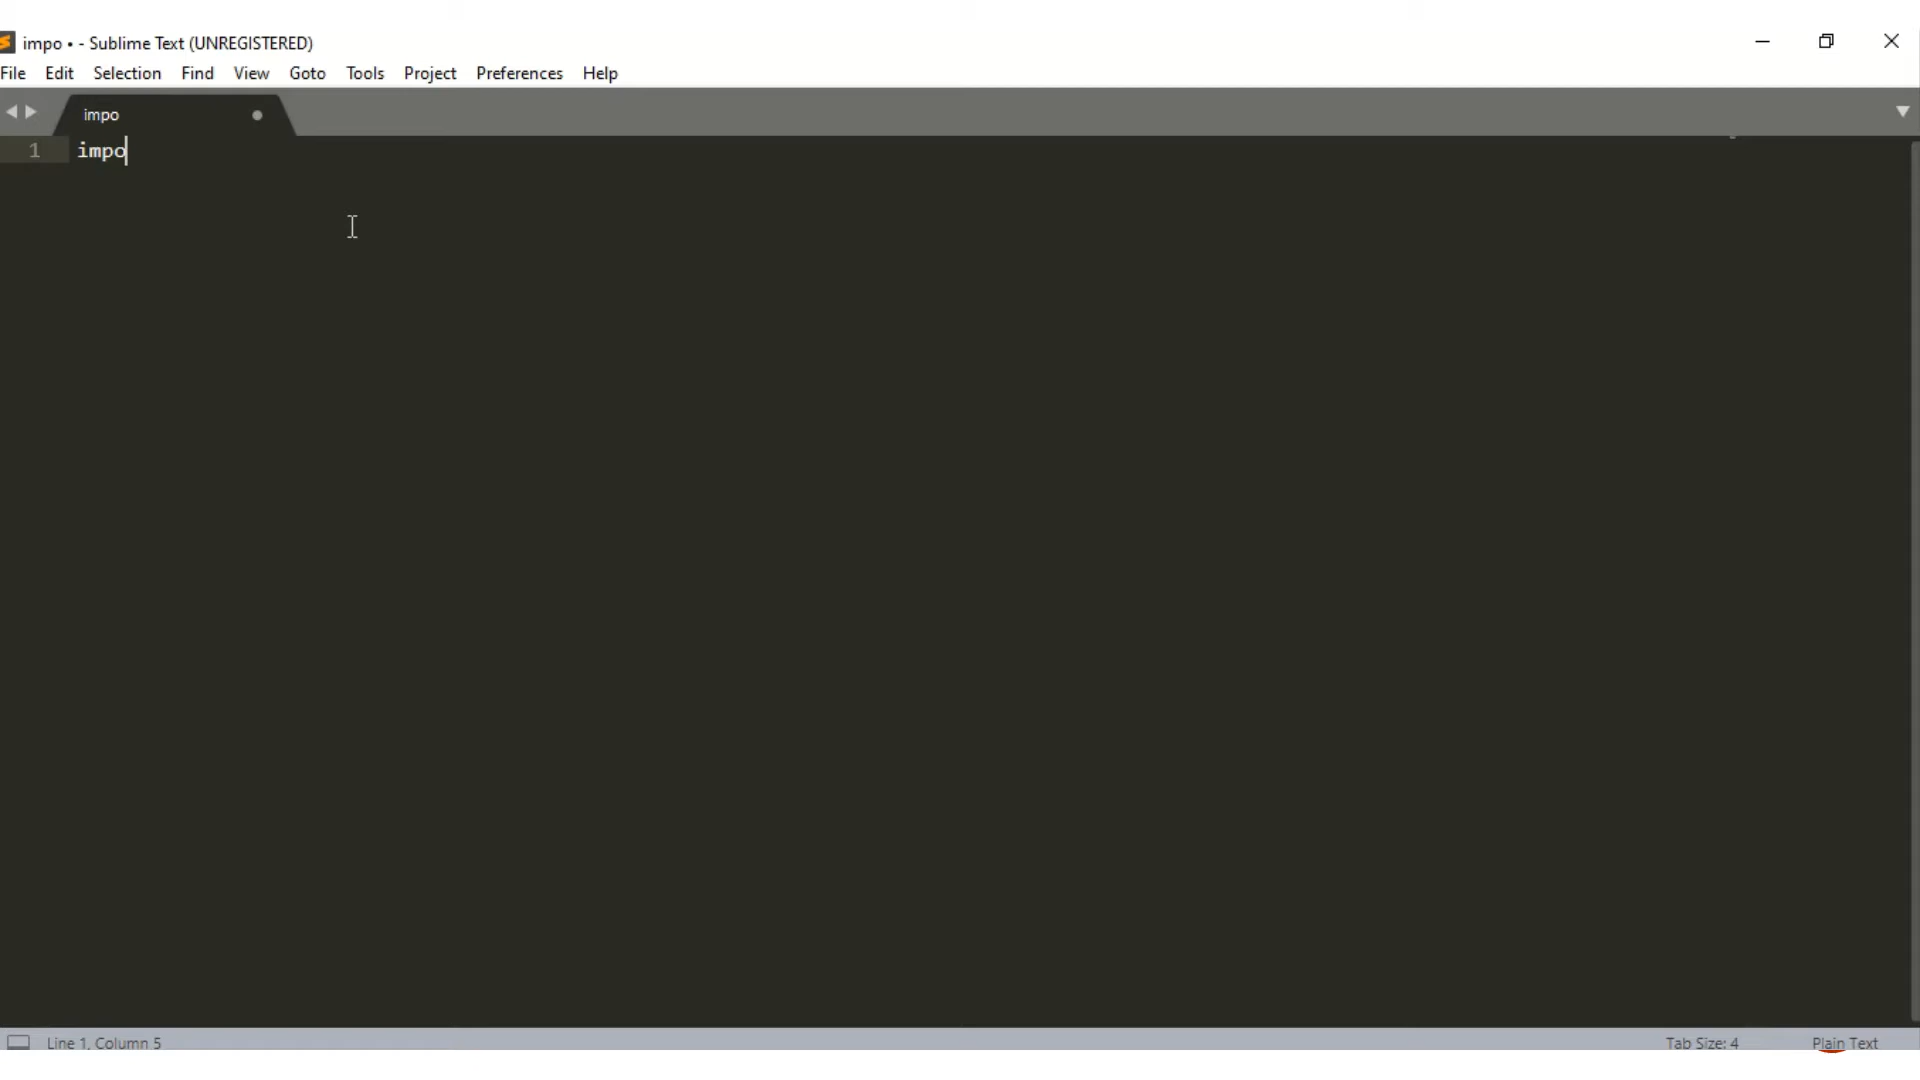 impo • - Sublime Text (UNREGISTERED)
File Edit Selection Find View Goto Tools Project Preferences Help
impo
1 impo
Line 1, Column 5 Tab Size: 4 Plain Text